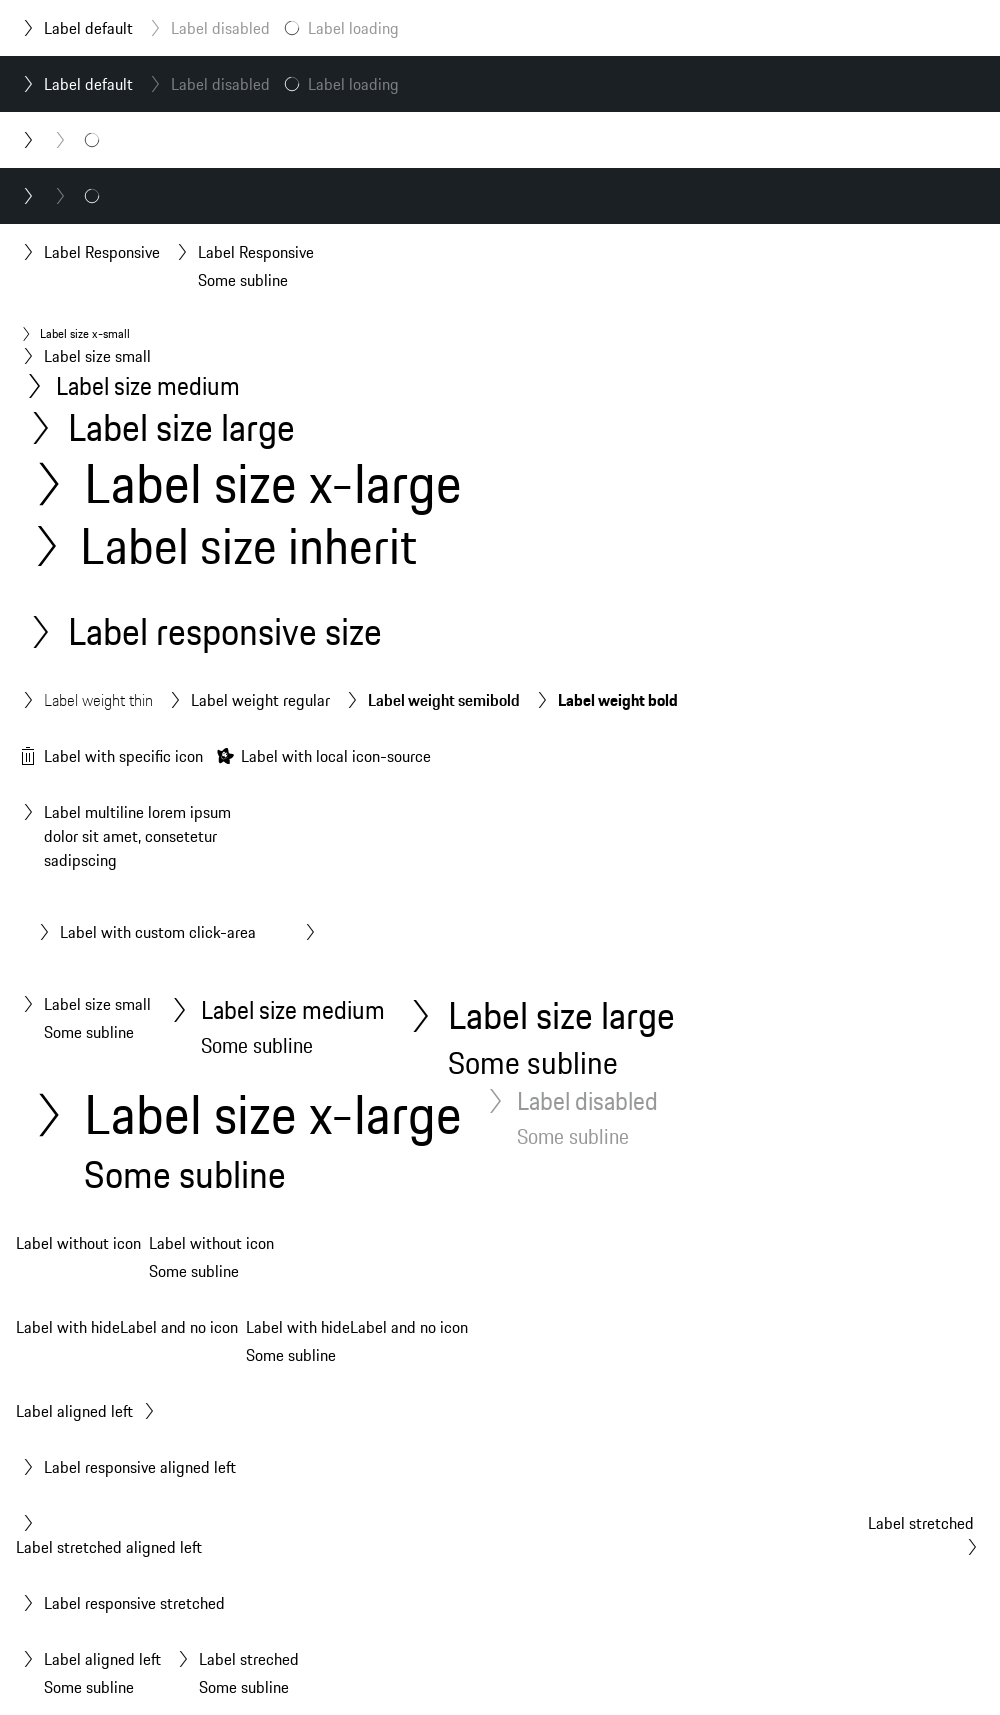 Label default Label disabled Label loading
Label default Label disabled Label loading
Label Responsive Label Responsive
Some subline
Label size x-small
Label size small
Label size medium
Label size large
Label size x-large
Label size inherit
Label responsive size
Label weight thin Label weight regular Label weight semibold Label weight bold
Label with specific icon Label with local icon-source
Label multiline lorem ipsum
dolor sit amet, consetetur
sadipscing
Label with custom click-area
Label size small Label size medium Label size large
Some subline Some subline Some subline
Label size x-large Label disabled
Some subline Some subline
Label without icon Label without icon
Some subline
Label with hideLabel and no icon Label with hideLabel and no icon
Some subline
Label aligned left
Label responsive aligned left
Label stretched
Label stretched aligned left
Label responsive stretched
Label aligned left Label streched
Some subline Some subline